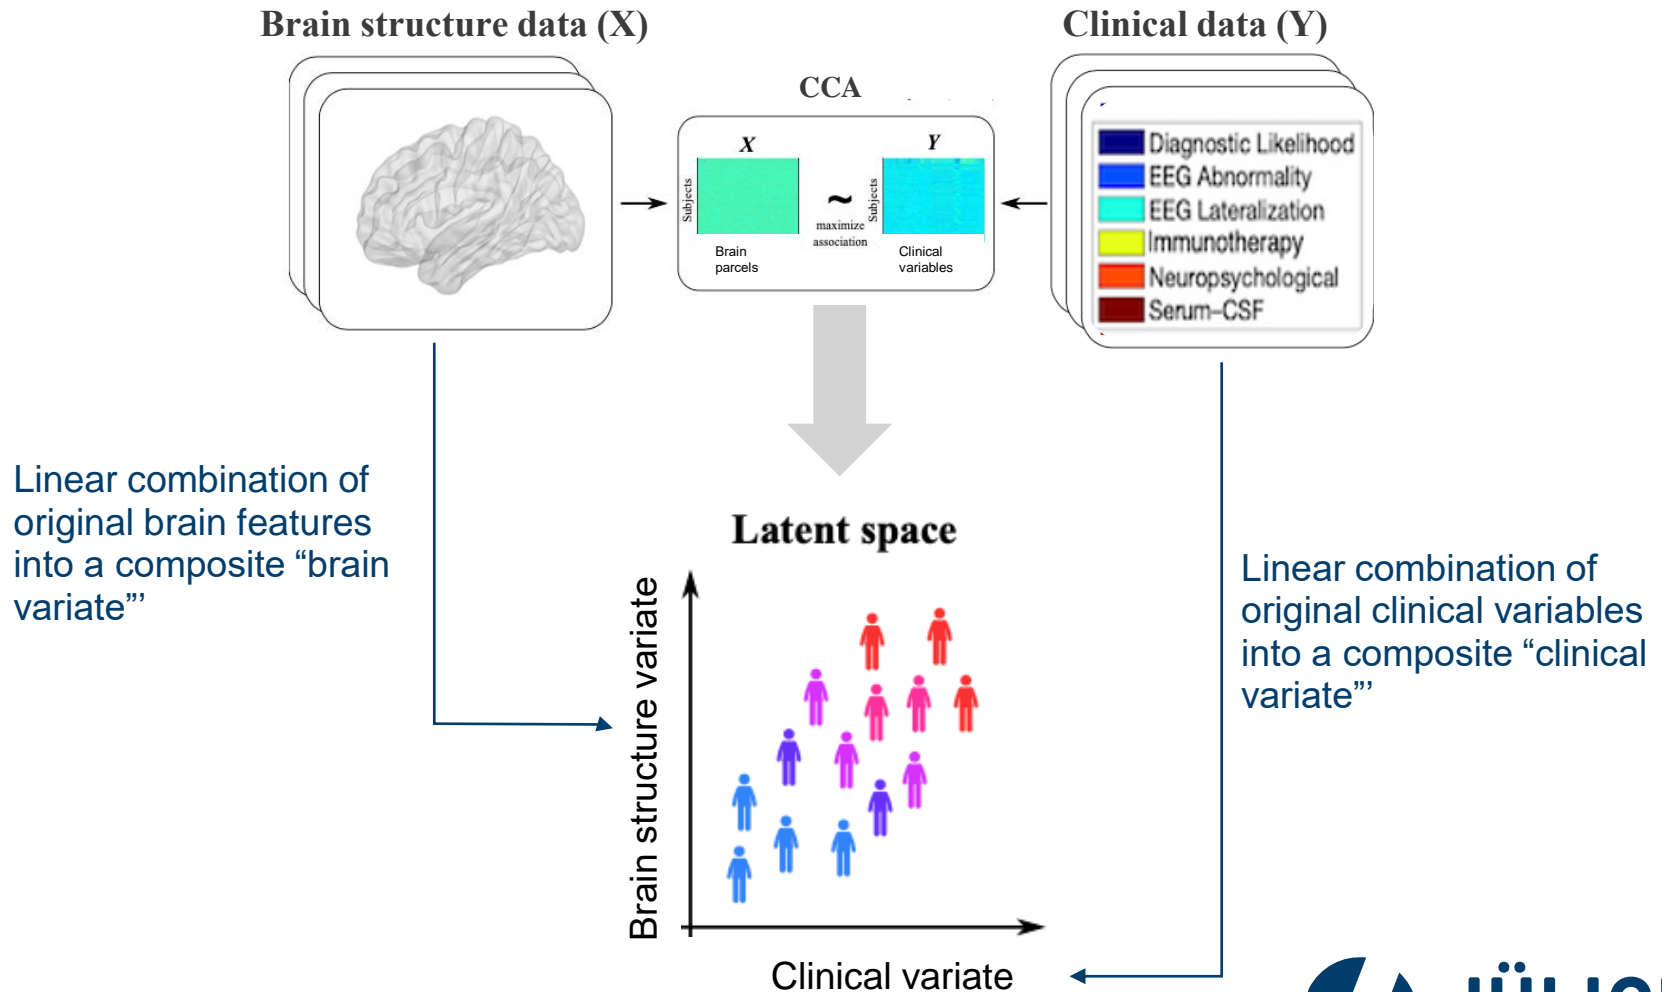 Brain structure data (X)
Clinical data (Y)
CCA
X
Y
Subjects
Subjects
~
maximize
association
Brain
parcels
Clinical
variables
Diagnostic Likelihood
EEG Abnormality
EEG Lateralization
Immunotherapy
Neuropsychological
Serum–CSF
Linear combination of
original brain features
into a composite “brain
variate”’
Latent space
Linear combination of
original clinical variables
into a composite “clinical
variate”’
Brain structure variate
Clinical variate